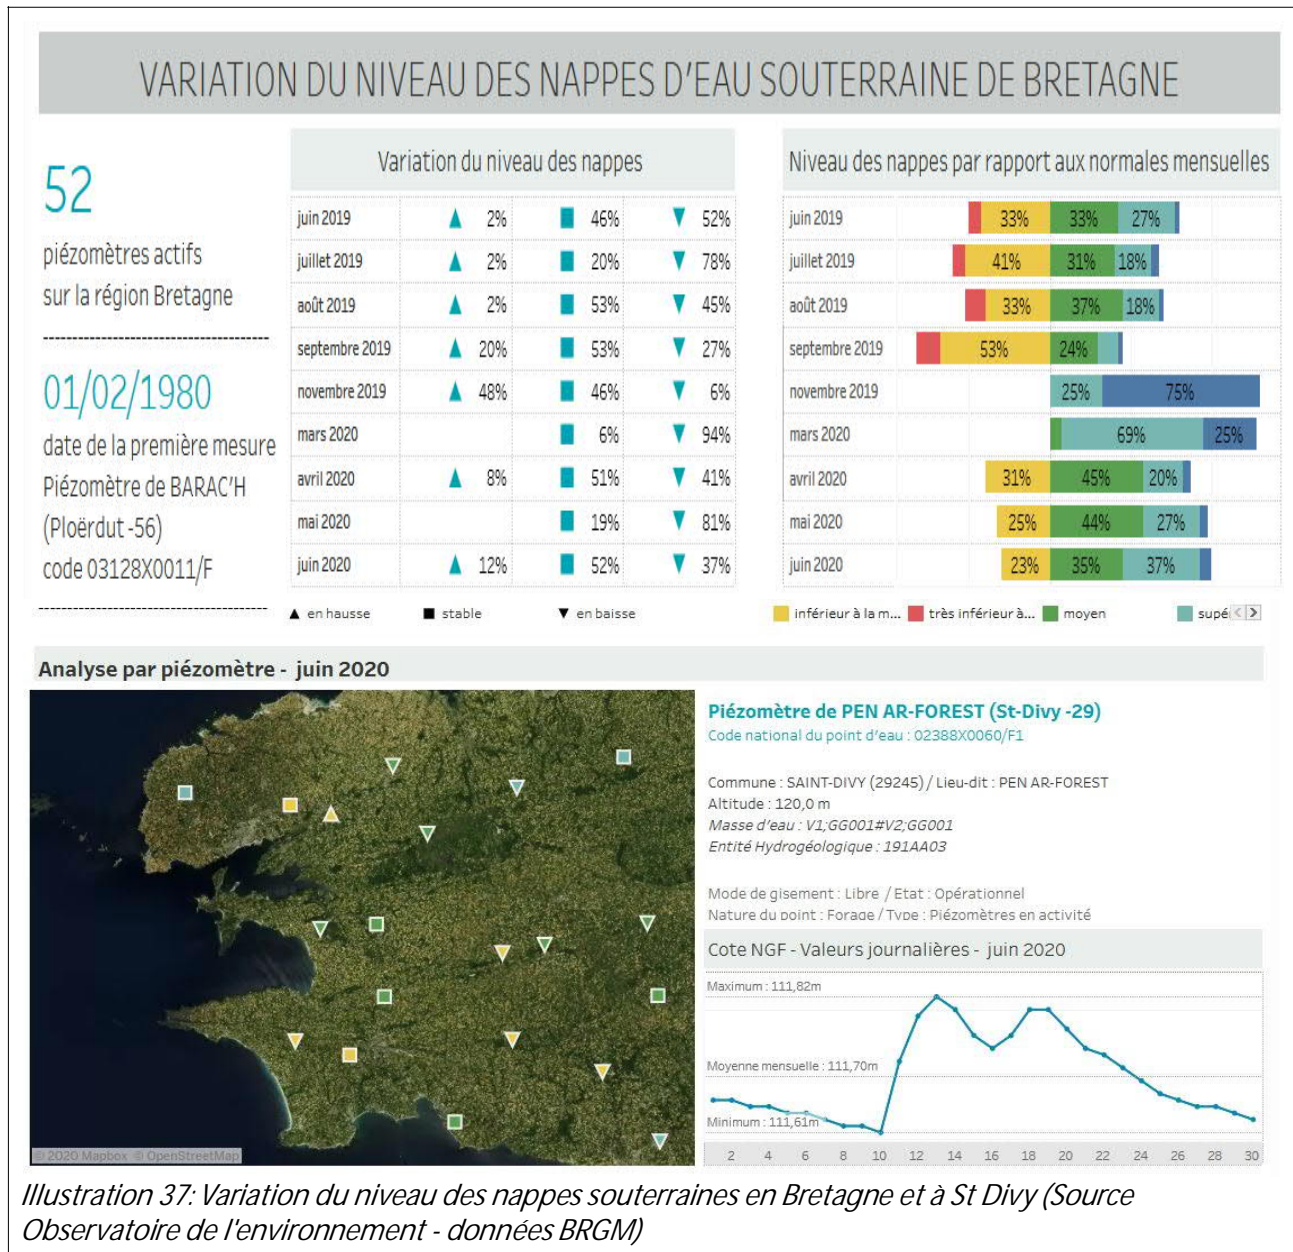 VARIATION DU NIVEAU DES NAPPES D'EAU SOUTERRAINE DE BRETAGNE
52
piézomètres actifs
sur la région Bretagne
01/02/1980
date de la première mesure
Piézomètre de BARAC'H
(Ploërdut -56)
code 03128X0011/F
Variation du niveau des nappes
juin 2019 ▲ 2% ■ 46% ▼ 52%
juillet 2019 ▲ 2% ■ 20% ▼ 78%
août 2019 ▲ 2% ■ 53% ▼ 45%
septembre 2019 ▲ 20% ■ 53% ▼ 27%
novembre 2019 ▲ 48% ■ 46% ▼ 6%
mars 2020 ■ 6% ▼ 94%
avril 2020 ▲ 8% ■ 51% ▼ 41%
mai 2020 ■ 19% ▼ 81%
juin 2020 ▲ 12% ■ 52% ▼ 37%
▲ en hausse ■ stable ▼ en baisse
Niveau des nappes par rapport aux normales mensuelles
juin 2019 33% 33% 27%
juillet 2019 41% 31% 18%
août 2019 33% 37% 18%
septembre 2019 53% 24%
novembre 2019 25% 75%
mars 2020 69% 25%
avril 2020 31% 45% 20%
mai 2020 25% 44% 27%
juin 2020 23% 35% 37%
inférieur à la m... très inférieur à... moyen supé
Analyse par piézomètre - juin 2020
© 2020 Mapbox © OpenStreetMap
Piézomètre de PEN AR-FOREST (St-Divy -29)
Code national du point d'eau : 02388X0060/F1
Commune : SAINT-DIVY (29245) / Lieu-dit : PEN AR-FOREST
Altitude : 120,0 m
Masse d'eau : V1;GG001#V2;GG001
Entité Hydrogéologique : 191AA03
Mode de gisement : Libre / Etat : Opérationnel
Nature du point : Forage / Type : Piézomètres en activité
Cote NGF - Valeurs journalières - juin 2020
Maximum : 111,82m
Moyenne mensuelle : 111,70m
Minimum : 111,61m
2 4 6 8 10 12 14 16 18 20 22 24 26 28 30
Illustration 37: Variation du niveau des nappes souterraines en Bretagne et à St Divy (Source
Observatoire de l'environnement - données BRGM)